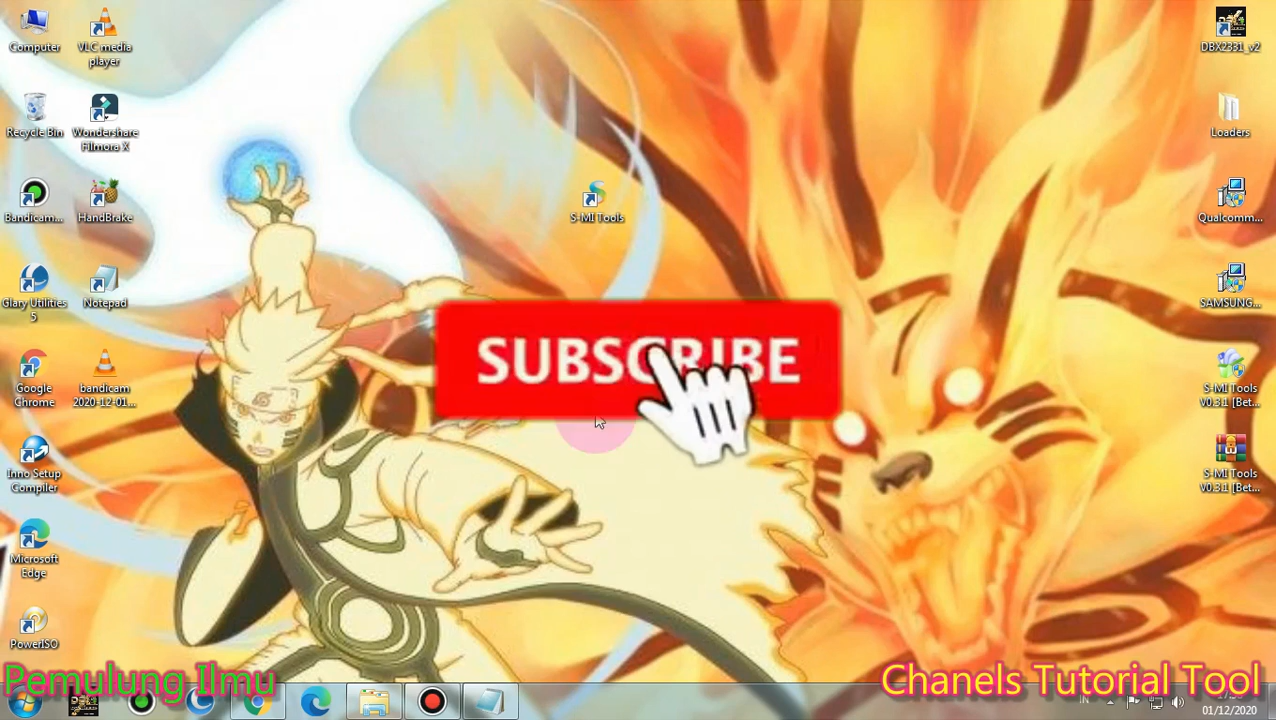 Computer
VLC media
player
DBX2331_v2
Recycle Bin
Wondershare
Filmora X
Loaders
Bandicam...
HandBrake
S-MI Tools
Qualcomm...
Glary Utilities
5
Notepad
SAMSUNG...
SUBSCRIBE
Google
Chrome
bandicam
2020-12-01...
S-MI Tools
V0.3.1 [Bet...
Inno Setup
Compiler
S-MI Tools
V0.3.1 [Bet...
Microsoft
Edge
PowerISO
Pemulung Ilmu
Chanels Tutorial Tool
01/12/2020